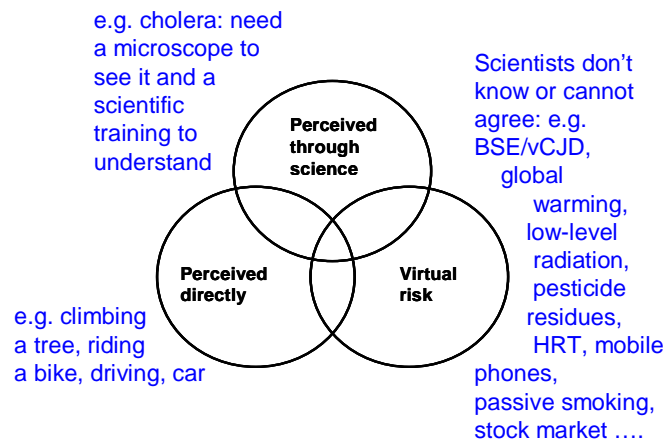 e.g. cholera: need
a microscope to
see it and a
scientific
training to
understand
Perceived
through
science
Scientists don’t
know or cannot
agree: e.g.
BSE/vCJD,
global
warming,
low-level
radiation,
pesticide
residues,
HRT, mobile
phones,
passive smoking,
stock market ….
Perceived
directly
Virtual
risk
e.g. climbing
a tree, riding
a bike, driving, car